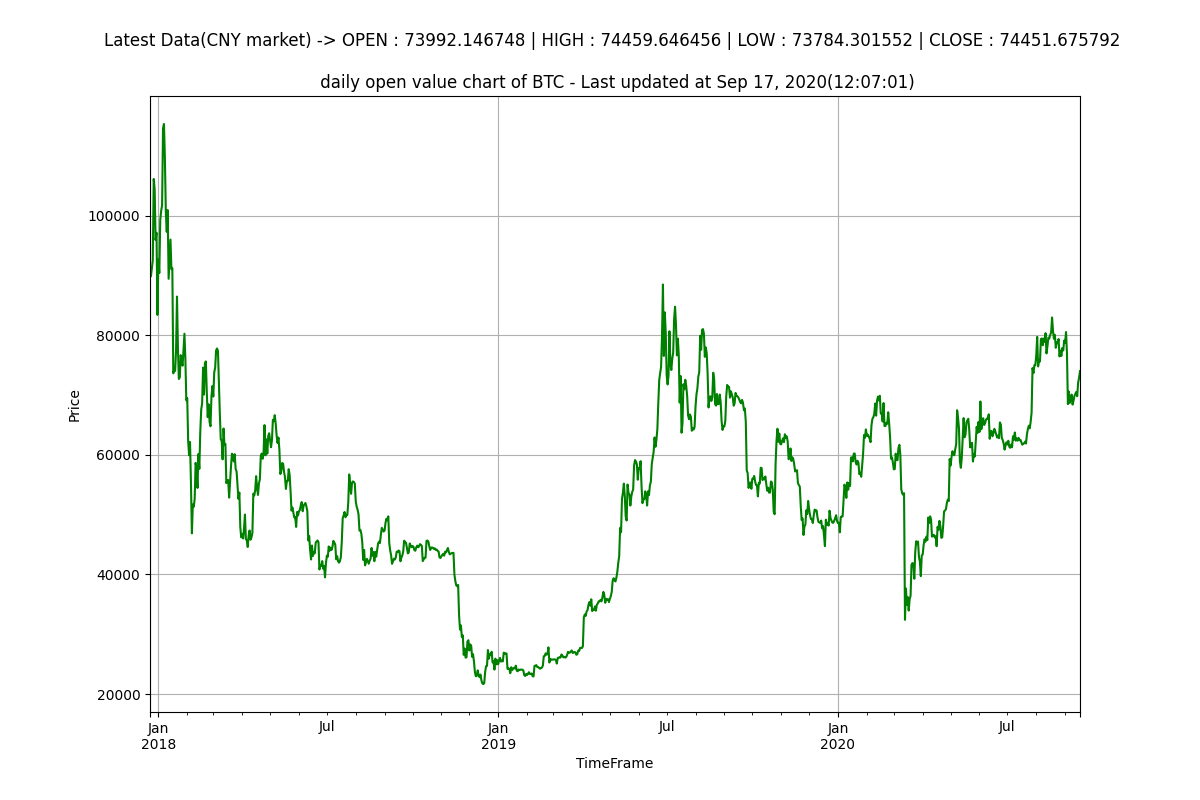 Latest Data(CNY market) -> OPEN : 73992.146748 | HIGH : 74459.646456 | LOW : 73784.301552 | CLOSE : 74451.675792
daily open value chart of BTC - Last updated at Sep 17, 2020(12:07:01)
Price
100000
80000
60000
40000
20000
Jan
2018
Jul
Jan
2019
Jul
Jan
2020
Jul
TimeFrame